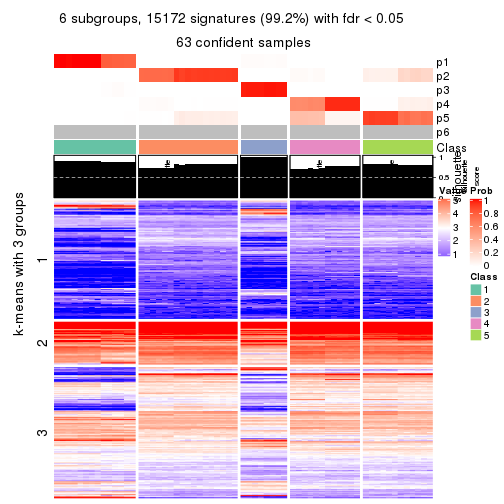 6 subgroups, 15172 signatures (99.2%) with fdr < 0.05
63 confident samples
p1
p2
p3
p4
p5
p6
Class
1
0.5
0
silhouette
score
k-means with 3 groups
1
2
3
Value
5
4
3
2
1
Prob
1
0.8
0.6
0.4
0.2
0
Class
1
2
3
4
5